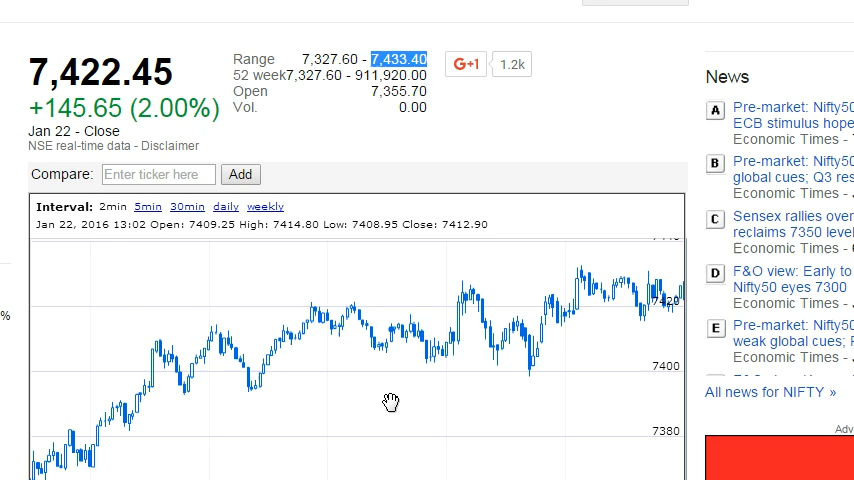 7,422.45
+145.65 (2.00%)
Jan 22 - Close
NSE real-time data - Disclaimer
Range 7,327.60 - 7,433.40
52 week 7,327.60 - 911,920.00
Open 7,355.70
Vol. 0.00
G+1 1.2k
Compare: Enter ticker here Add
Interval: 2min 5min 30min daily weekly
Jan 22, 2016 13:02 Open: 7409.25 High: 7414.80 Low: 7408.95 Close: 7412.90
7420
7400
7380
%
News
A Pre-market: Nifty50
ECB stimulus hope
Economic Times -
B Pre-market: Nifty50
global cues; Q3 res
Economic Times -
C Sensex rallies over
reclaims 7350 level
Economic Times -
D F&O view: Early to
Nifty50 eyes 7300
Economic Times -
E Pre-market: Nifty50
weak global cues;
Economic Times -
All news for NIFTY »
Adv